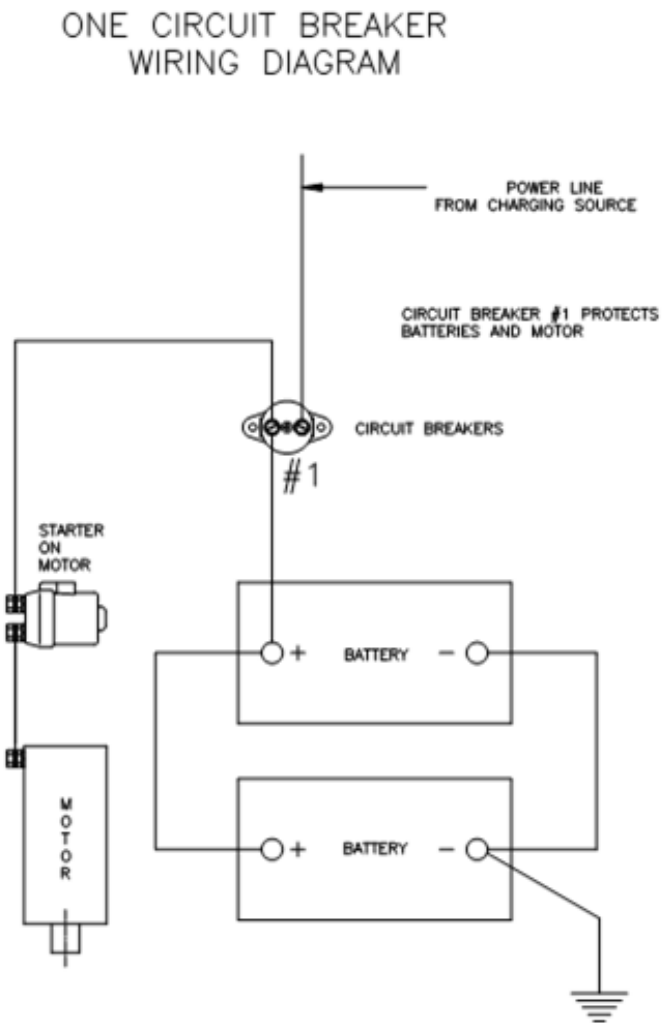 ONE CIRCUIT BREAKER
WIRING DIAGRAM
POWER LINE
FROM CHARGING SOURCE
CIRCUIT BREAKER #1 PROTECTS
BATTERIES AND MOTOR
CIRCUIT BREAKERS
#1
STARTER
ON
MOTOR
+ BATTERY -
MOTOR
+ BATTERY -